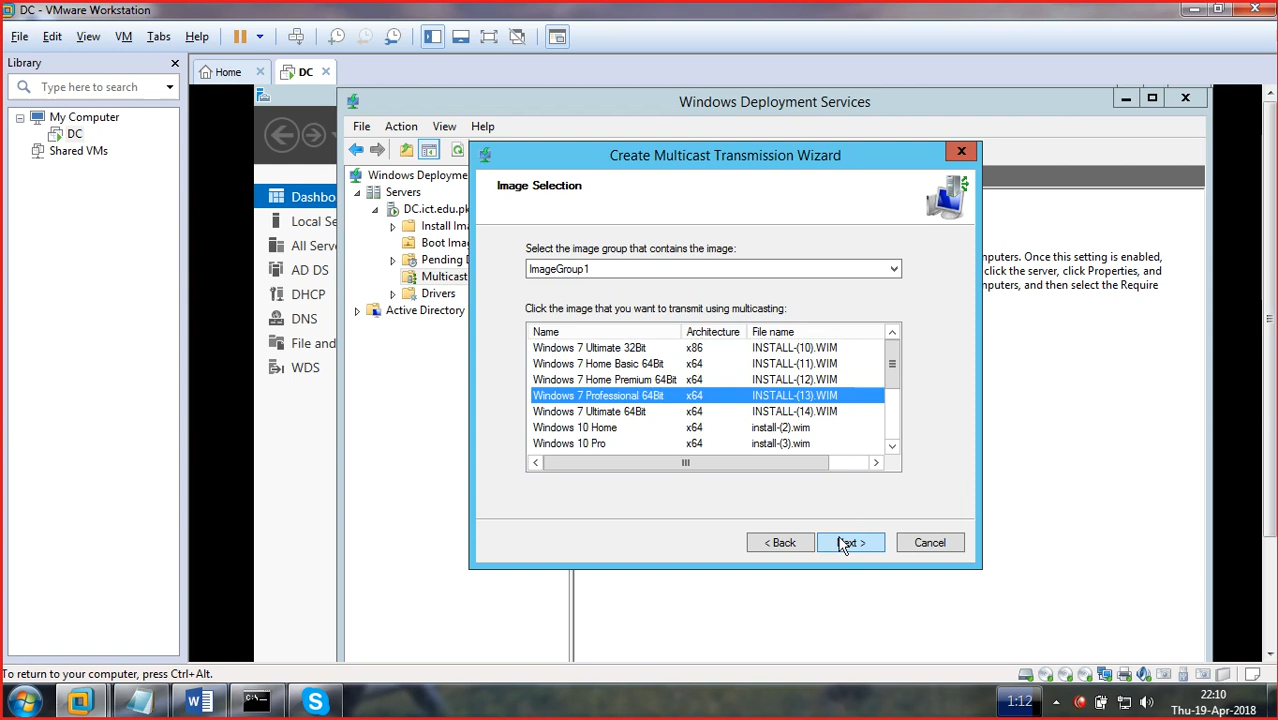 DC - VMware Workstation
File Edit View VM Tabs Help
Library
Type here to search
My Computer
DC
Shared VMs
Home
DC
Windows Deployment Services
File Action View Help
Dashbo
Local Se
All Serv
AD DS
DHCP
DNS
File and
WDS
Windows Deployme
Servers
DC.ict.edu.pk
Install Ima
Boot Imag
Pending D
Multicast
Drivers
Active Directory
Create Multicast Transmission Wizard
Image Selection
Select the image group that contains the image:
ImageGroup1
Click the image that you want to transmit using multicasting:
Name Architecture File name
Windows 7 Ultimate 32Bit x86 INSTALL-(10).WIM
Windows 7 Home Basic 64Bit x64 INSTALL-(11).WIM
Windows 7 Home Premium 64Bit x64 INSTALL-(12).WIM
Windows 7 Professional 64Bit x64 INSTALL-(13).WIM
Windows 7 Ultimate 64Bit x64 INSTALL-(14).WIM
Windows 10 Home x64 install-(2).wim
Windows 10 Pro x64 install-(3).wim
< Back Next > Cancel
mputers. Once this setting is enabled,
click the server, click Properties, and
mputers, and then select the Require
To return to your computer, press Ctrl+Alt.
1:12
22:10
Thu-19-Apr-2018